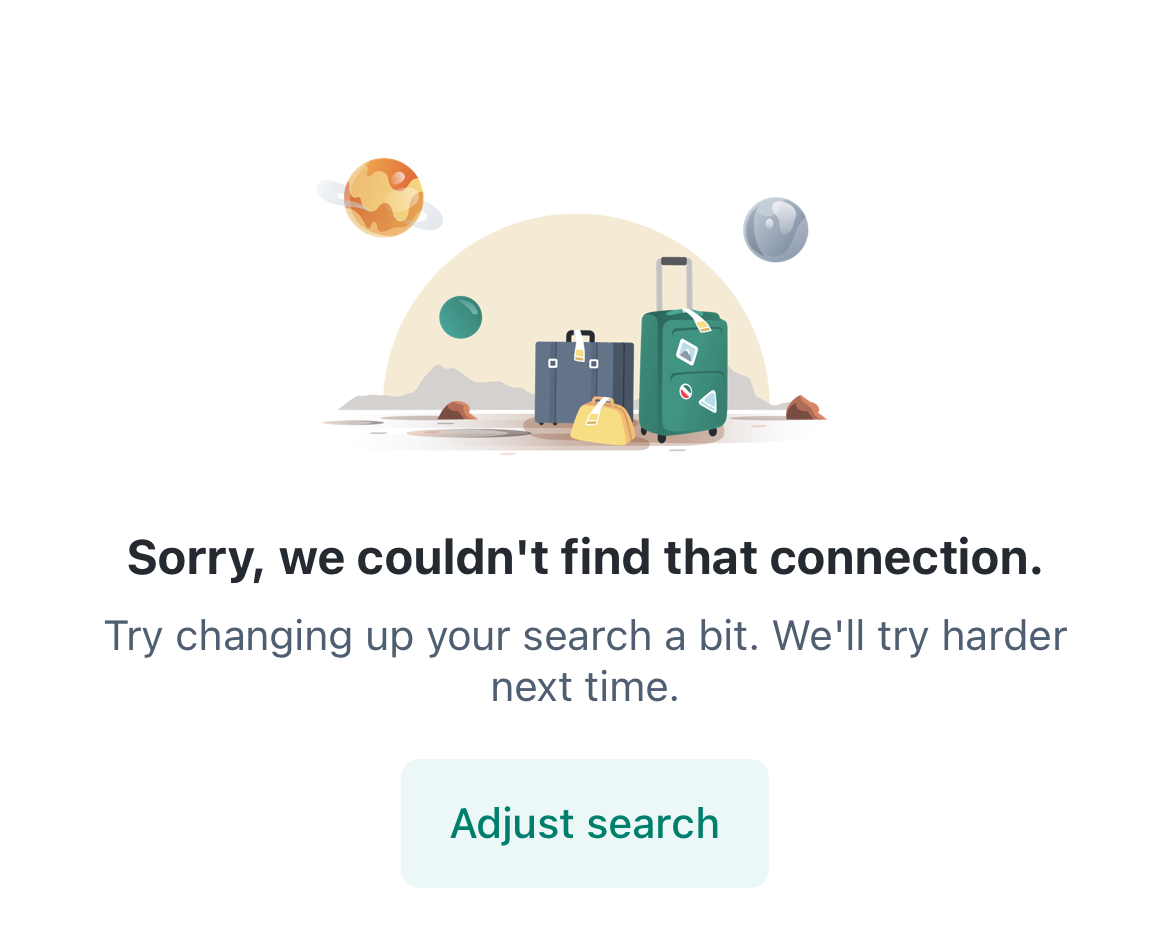 Sorry, we couldn't find that connection.
Try changing up your search a bit. We'll try harder
next time.
Adjust search